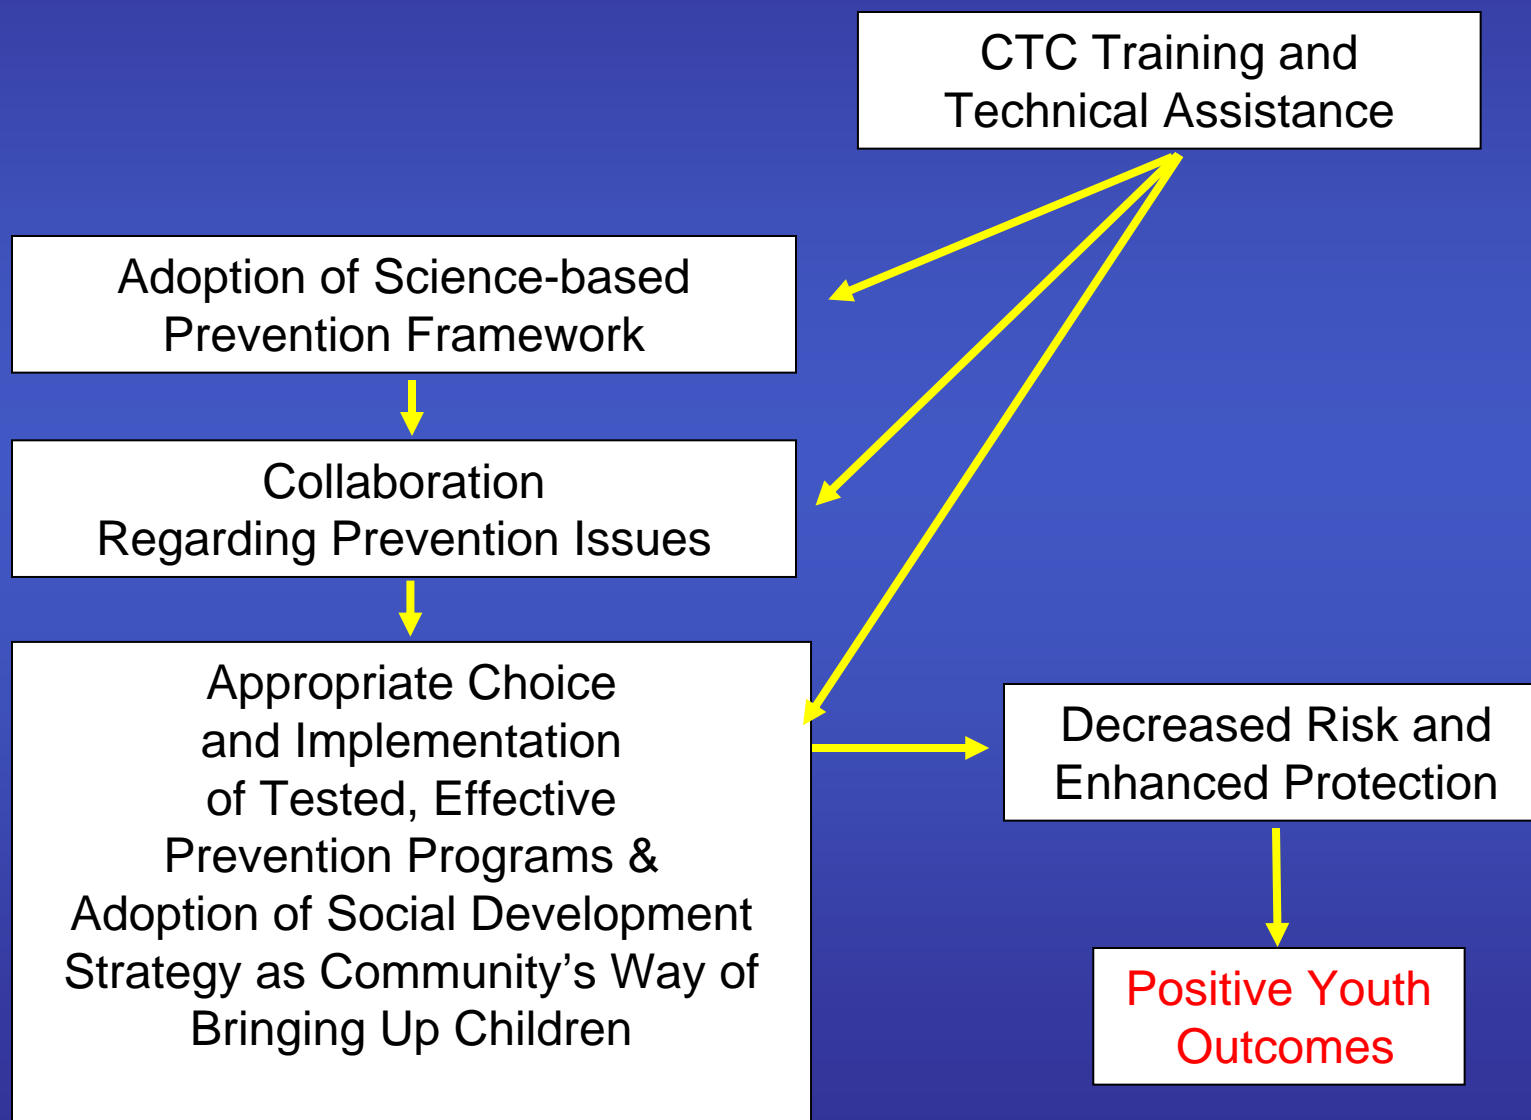 CTC Training and
Technical Assistance
Adoption of Science-based
Prevention Framework
Collaboration
Regarding Prevention Issues
Appropriate Choice
and Implementation
of Tested, Effective
Prevention Programs &
Adoption of Social Development
Strategy as Community’s Way of
Bringing Up Children
Decreased Risk and
Enhanced Protection
Positive Youth
Outcomes